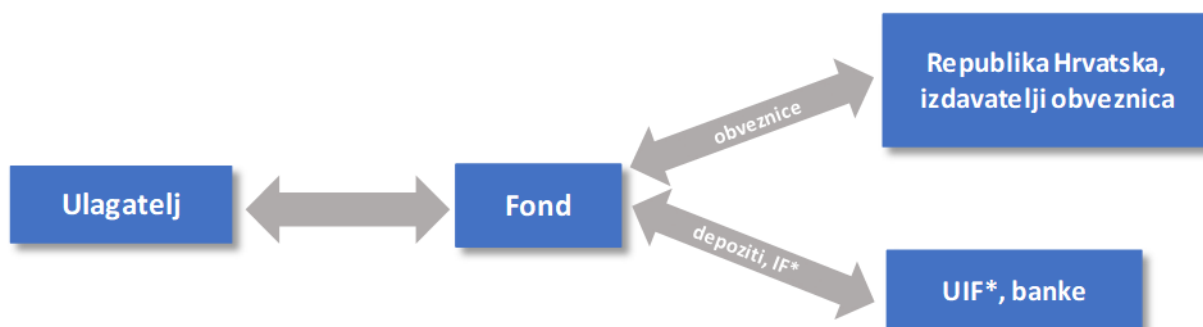 Ulagatelj
Fond
obveznice
Republika Hrvatska,
izdavatelji obveznica
depoziti, IF*
UIF*, banke